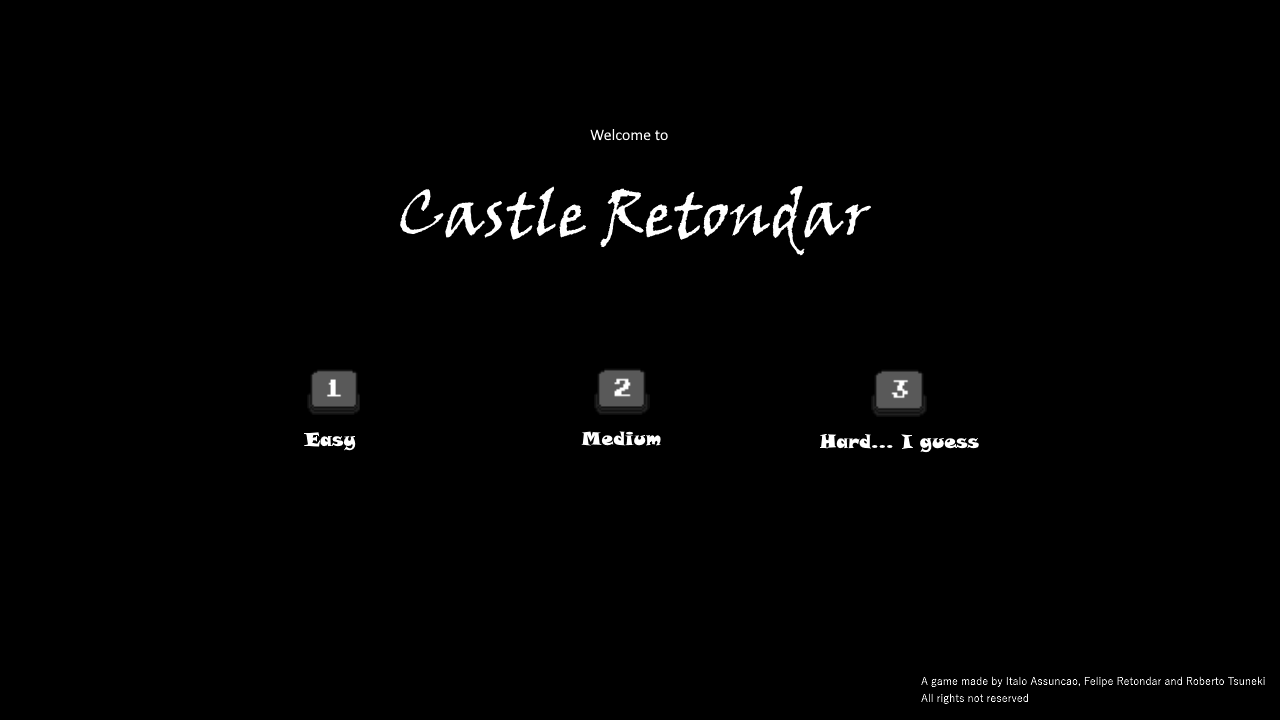 Welcome to
Castle Retondar
1
2
3
Easy
Medium
Hard... I guess
A game made by Italo Assuncao, Felipe Retondar and Roberto Tsuneki
All rights not reserved